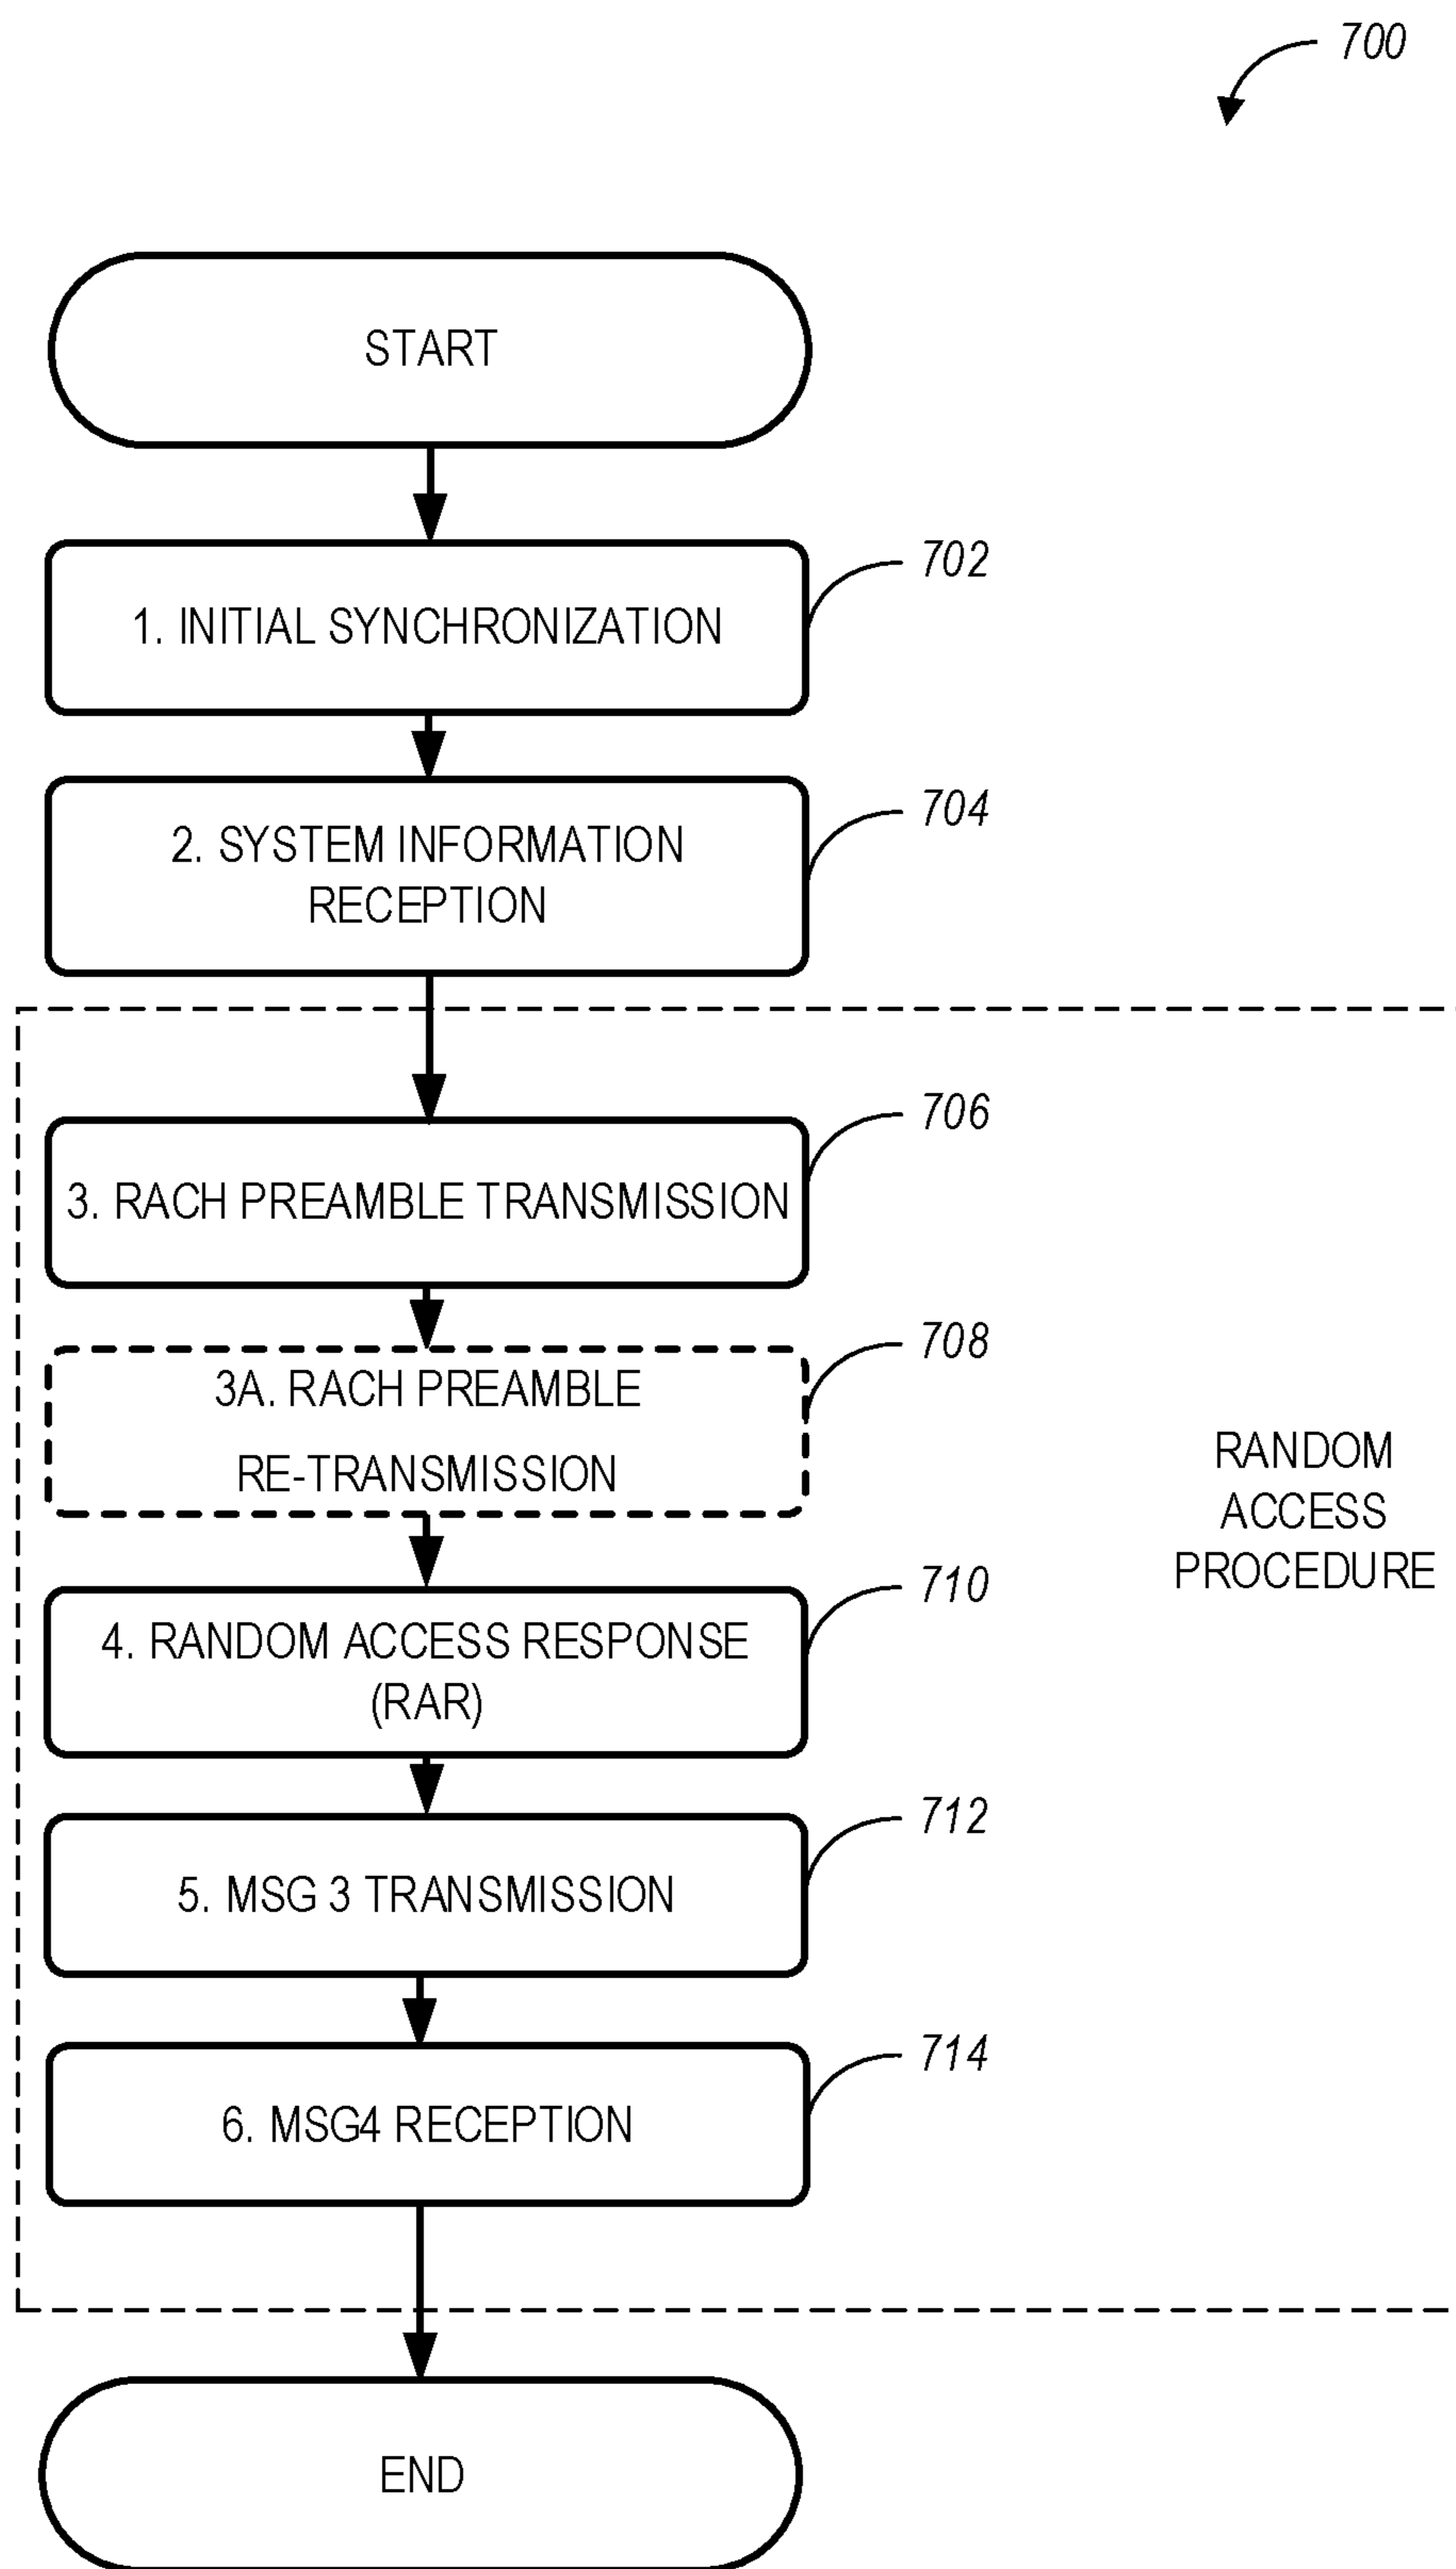 700
START
1. INITIAL SYNCHRONIZATION
702
2. SYSTEM INFORMATION
RECEPTION
704
3. RACH PREAMBLE TRANSMISSION
706
3A. RACH PREAMBLE
RE-TRANSMISSION
708
RANDOM
ACCESS
PROCEDURE
4. RANDOM ACCESS RESPONSE
(RAR)
710
5. MSG 3 TRANSMISSION
712
6. MSG4 RECEPTION
714
END